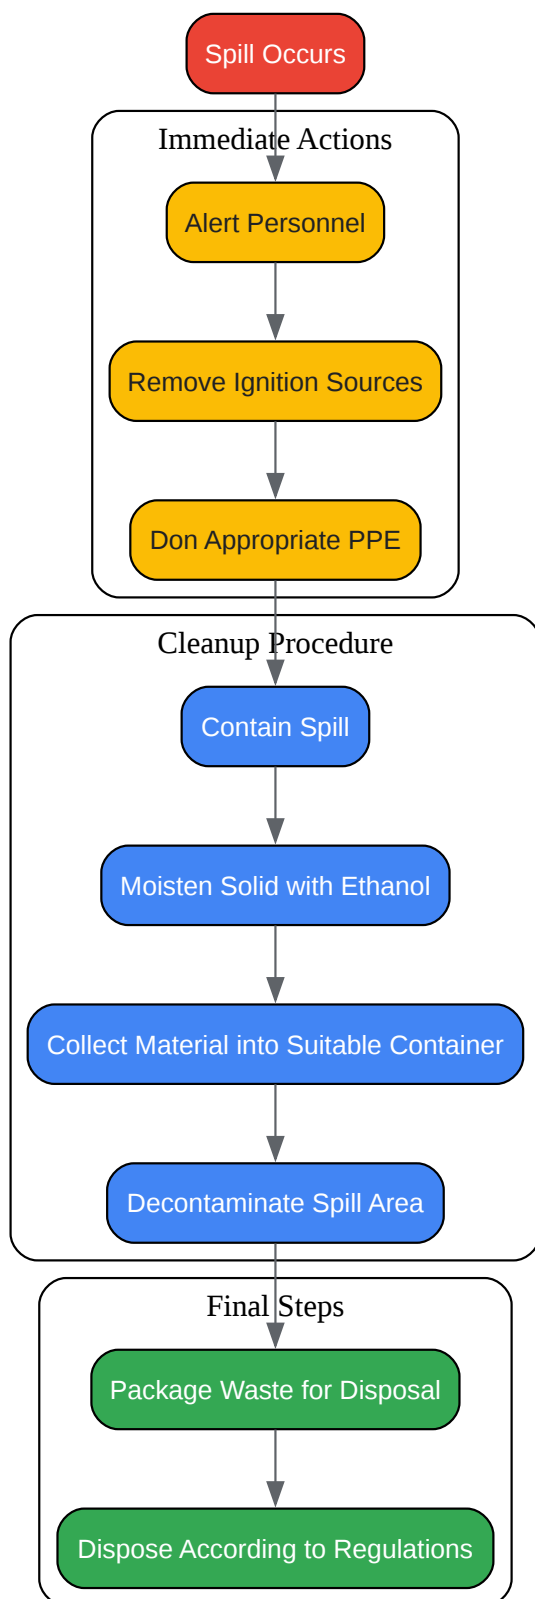 Spill Occurs
Immediate Actions
Alert Personnel
Remove Ignition Sources
Don Appropriate PPE
Cleanup Procedure
Contain Spill
Moisten Solid with Ethanol
Collect Material into Suitable Container
Decontaminate Spill Area
Final Steps
Package Waste for Disposal
Dispose According to Regulations